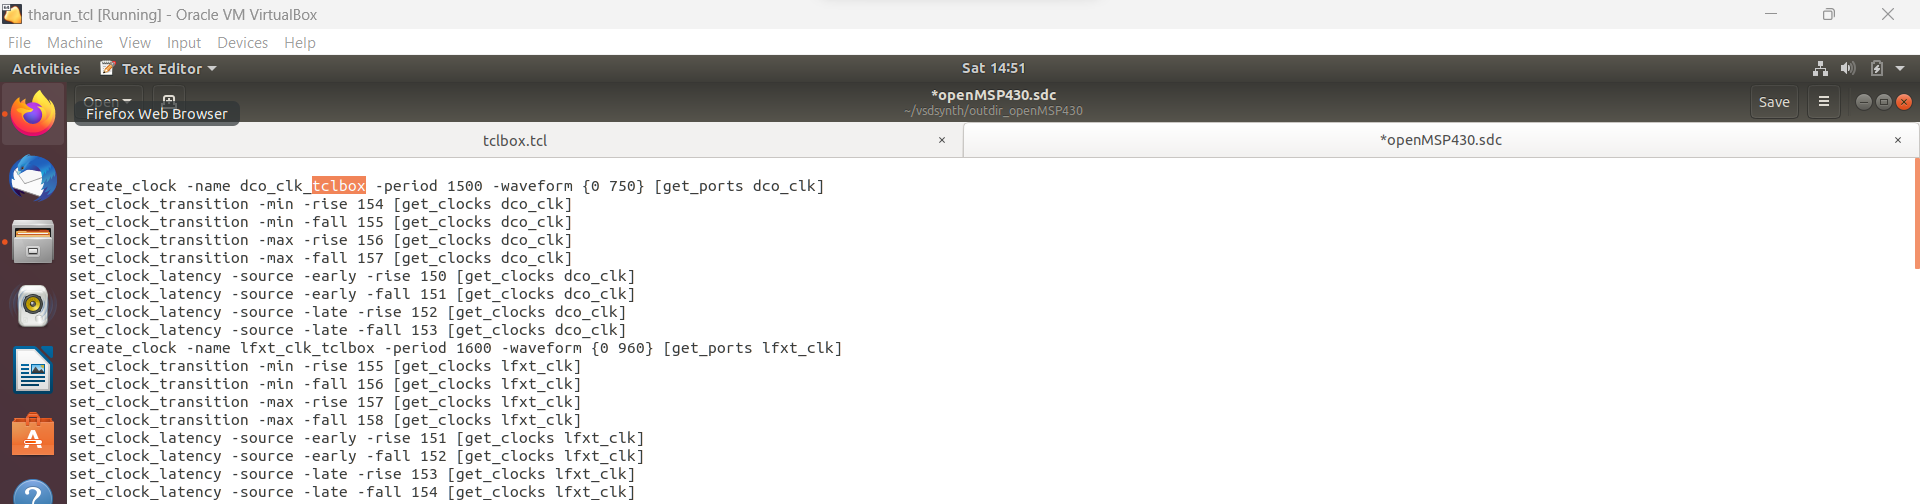 tharun_tcl [Running] - Oracle VM VirtualBox
File Machine View Input Devices Help
Activities Text Editor Sat 14:51
Open *openMSP430.sdc Save
~/vsdsynth/outdir_openMSP430
Firefox Web Browser
tclbox.tcl × *openMSP430.sdc ×
create_clock -name dco_clk_tclbox -period 1500 -waveform {0 750} [get_ports dco_clk]
set_clock_transition -min -rise 154 [get_clocks dco_clk]
set_clock_transition -min -fall 155 [get_clocks dco_clk]
set_clock_transition -max -rise 156 [get_clocks dco_clk]
set_clock_transition -max -fall 157 [get_clocks dco_clk]
set_clock_latency -source -early -rise 150 [get_clocks dco_clk]
set_clock_latency -source -early -fall 151 [get_clocks dco_clk]
set_clock_latency -source -late -rise 152 [get_clocks dco_clk]
set_clock_latency -source -late -fall 153 [get_clocks dco_clk]
create_clock -name lfxt_clk_tclbox -period 1600 -waveform {0 960} [get_ports lfxt_clk]
set_clock_transition -min -rise 155 [get_clocks lfxt_clk]
set_clock_transition -min -fall 156 [get_clocks lfxt_clk]
set_clock_transition -max -rise 157 [get_clocks lfxt_clk]
set_clock_transition -max -fall 158 [get_clocks lfxt_clk]
set_clock_latency -source -early -rise 151 [get_clocks lfxt_clk]
set_clock_latency -source -early -fall 152 [get_clocks lfxt_clk]
set_clock_latency -source -late -rise 153 [get_clocks lfxt_clk]
set_clock_latency -source -late -fall 154 [get_clocks lfxt_clk]